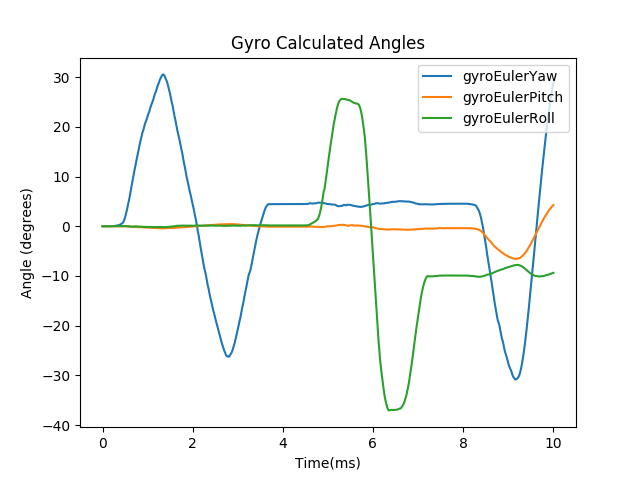 Gyro Calculated Angles
gyroEulerYaw
gyroEulerPitch
gyroEulerRoll
Angle (degrees)
30
20
10
0
−10
−20
−30
−40
0 2 4 6 8 10
Time(ms)